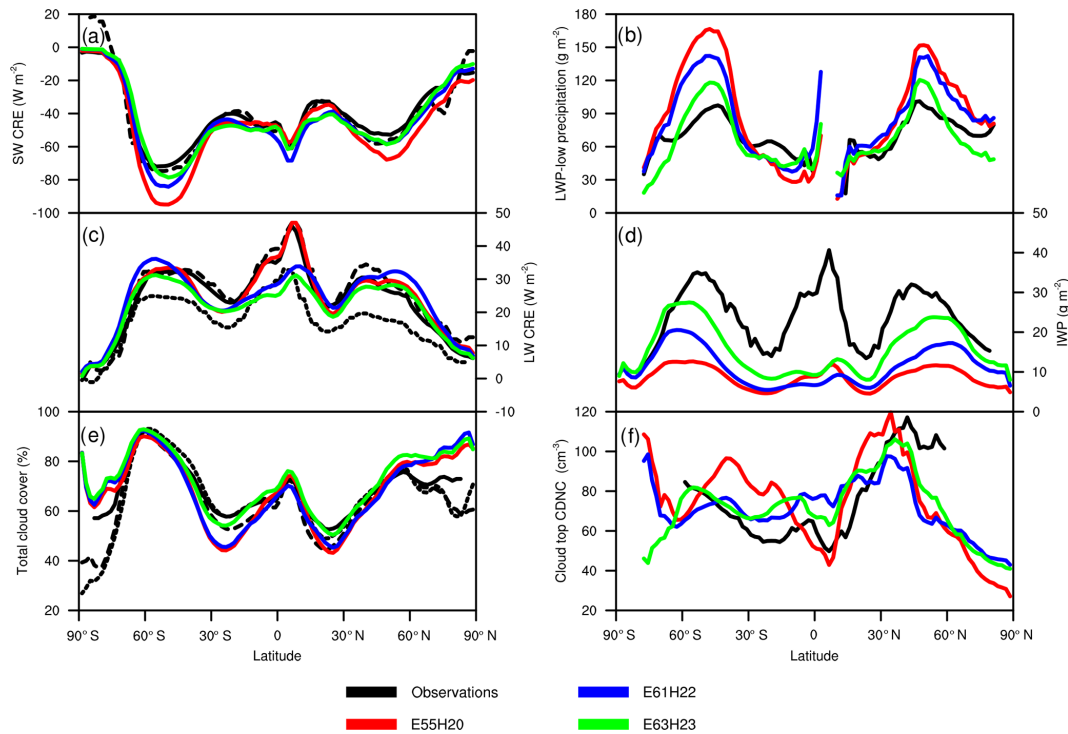 20
0
-20
-40
-60
-80
-100
SW CRE (W m⁻²)
(a)
180
150
120
90
60
30
0
LWP-low precipitation (g m⁻²)
(b)
50
40
30
20
10
0
-10
LW CRE (W m⁻²)
(c)
50
40
30
20
10
0
IWP (g m⁻²)
(d)
100
80
60
40
20
Total cloud cover (%)
(e)
90° S 60° S 30° S 0 30° N 60° N 90° N
Latitude
120
100
80
60
40
20
Cloud top CDNC (cm⁻³)
(f)
90° S 60° S 30° S 0 30° N 60° N 90° N
Latitude
Observations
E61H22
E55H20
E63H23